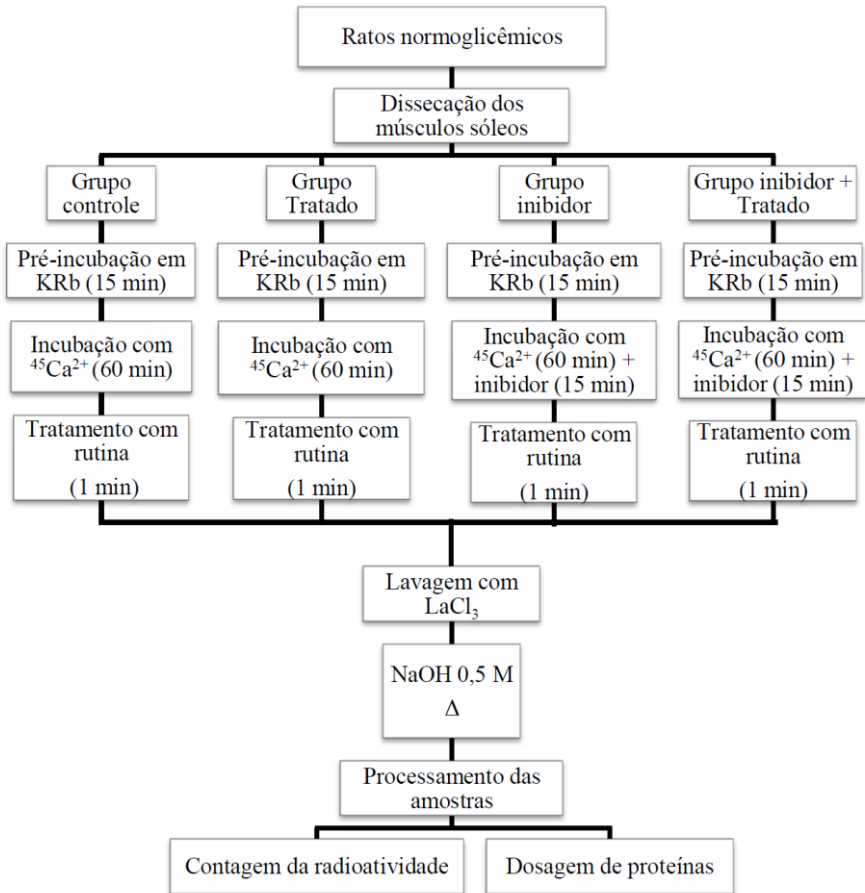 Ratos normoglicêmicos
Dissecação dos
músculos sóleos
Grupo
controle
Pré-incubação em
KRb (15 min)
Incubação com
⁴⁵Ca²⁺ (60 min)
Tratamento com
rutina
(1 min)
Grupo
Tratado
Pré-incubação em
KRb (15 min)
Incubação com
⁴⁵Ca²⁺ (60 min)
Tratamento com
rutina
(1 min)
Grupo
inibidor
Pré-incubação em
KRb (15 min)
Incubação com
⁴⁵Ca²⁺ (60 min) +
inibidor (15 min)
Tratamento com
rutina
(1 min)
Grupo inibidor +
Tratado
Pré-incubação em
KRb (15 min)
Incubação com
⁴⁵Ca²⁺ (60 min) +
inibidor (15 min)
Tratamento com
rutina
(1 min)
Lavagem com
LaCl₃
NaOH 0,5 M
Δ
Processamento das
amostras
Contagem da radioatividade
Dosagem de proteínas